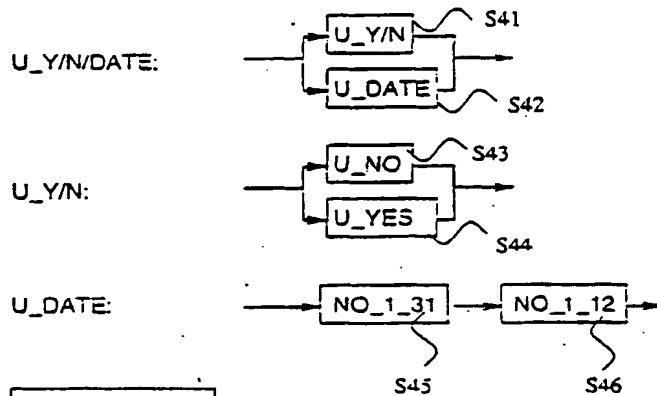 U_Y/N S41
U_Y/N/DATE:
U_DATE S42
U_NO S43
U_Y/N:
U_YES S44
U_DATE: NO_1_31 NO_1_12
S45 S46